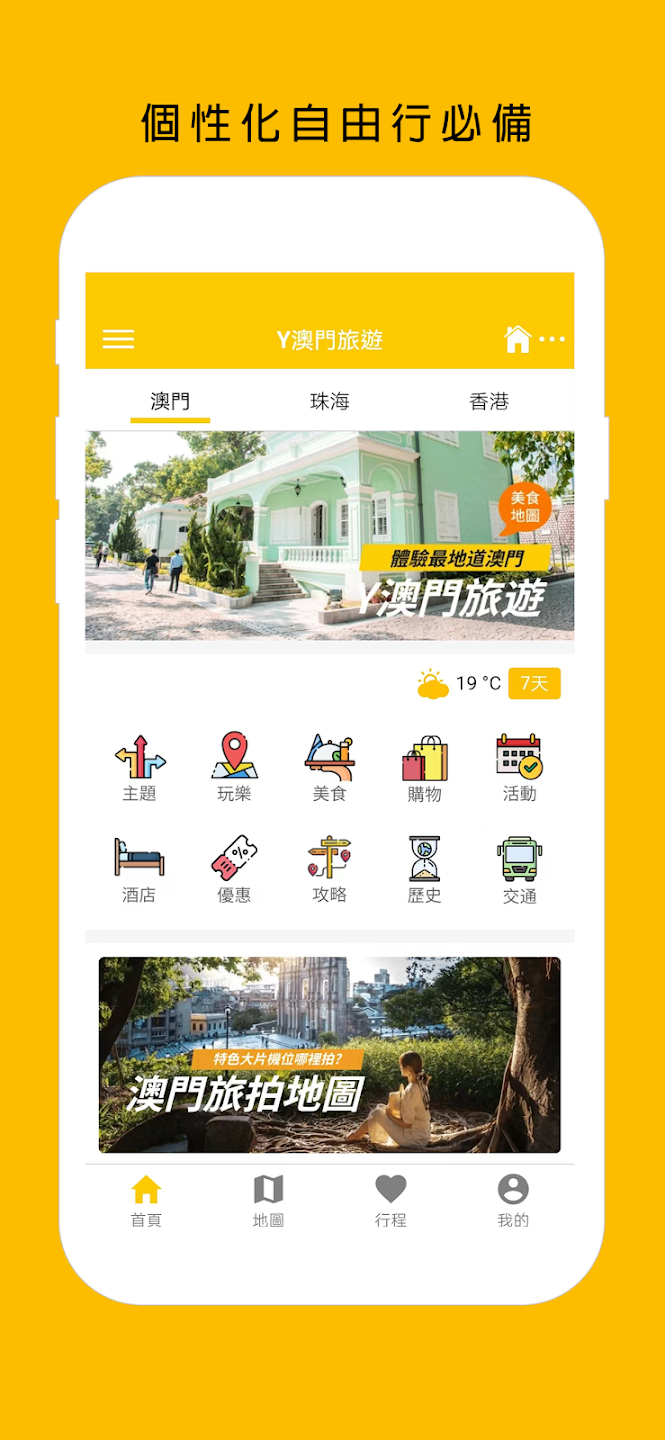 個性化自由行必備
Y澳門旅遊
澳門 珠海 香港
美食
地圖
體驗最地道澳門
Y澳門旅遊
19 °C 7天
主題 玩樂 美食 購物 活動
酒店 優惠 攻略 歷史 交通
特色大片機位哪裡拍?
澳門旅拍地圖
首頁 地圖 行程 我的